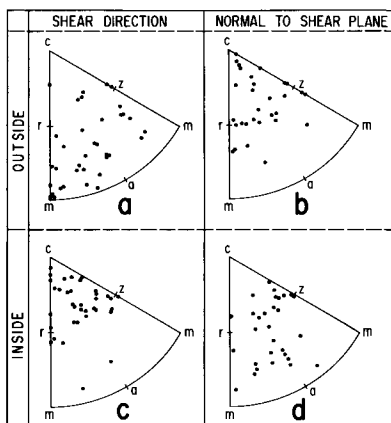 SHEAR DIRECTION NORMAL TO SHEAR PLANE
OUTSIDE
c z r m a m
a
c z r m a m
b
INSIDE
c z r m a m
c
c z r m a m
d